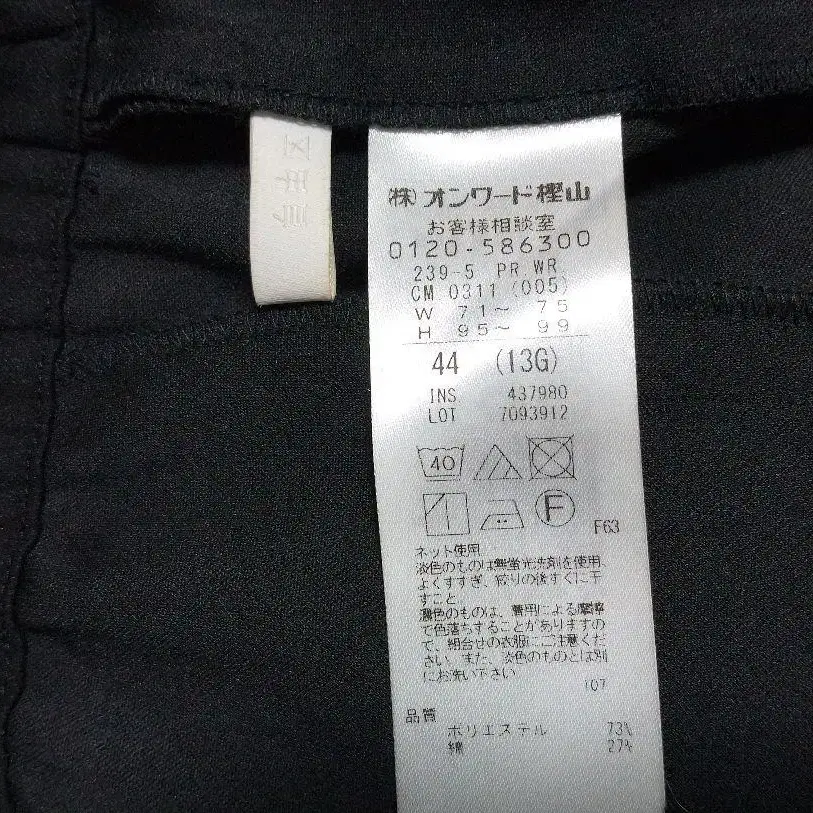 ㈱オンワード樫山
お客様相談室
0120-586300
239-5 PR WR
CM 0311 (005)
W 71～ 75
H 95～ 99
44 (13G)
INS 437980
LOT 7093912
40
F
F63
ネット使用
淡色のものは無蛍光洗剤を使用、
よくすすぎ、絞りの後すぐに干
すこと
濃色のものは、着用による摩擦
で色落ちすることがありますの
で、組合せの衣服にご注意くだ
さい また、淡色のものとは別
にお洗い下さい
107
品質
ポリエステル 73%
綿 27%